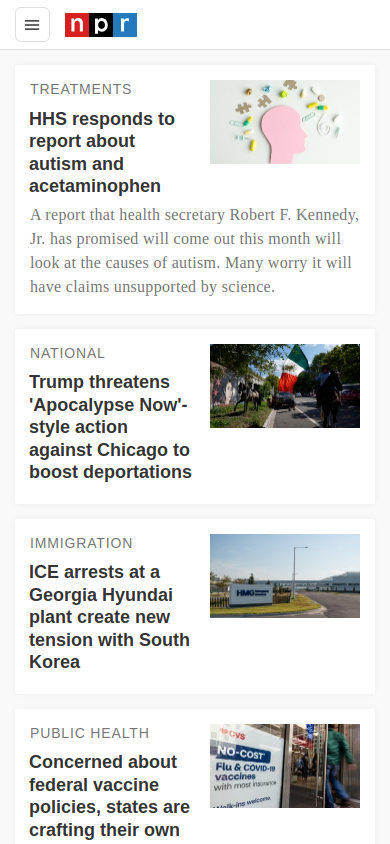 npr
TREATMENTS
HHS responds to
report about
autism and
acetaminophen
A report that health secretary Robert F. Kennedy,
Jr. has promised will come out this month will
look at the causes of autism. Many worry it will
have claims unsupported by science.
NATIONAL
Trump threatens
'Apocalypse Now'-
style action
against Chicago to
boost deportations
IMMIGRATION
ICE arrests at a
Georgia Hyundai
plant create new
tension with South
Korea
HMG
PUBLIC HEALTH
Concerned about
federal vaccine
policies, states are
crafting their own
CVS
NO-COST*
Flu & COVID-19
vaccines
with most insurance
Walk-ins welcome